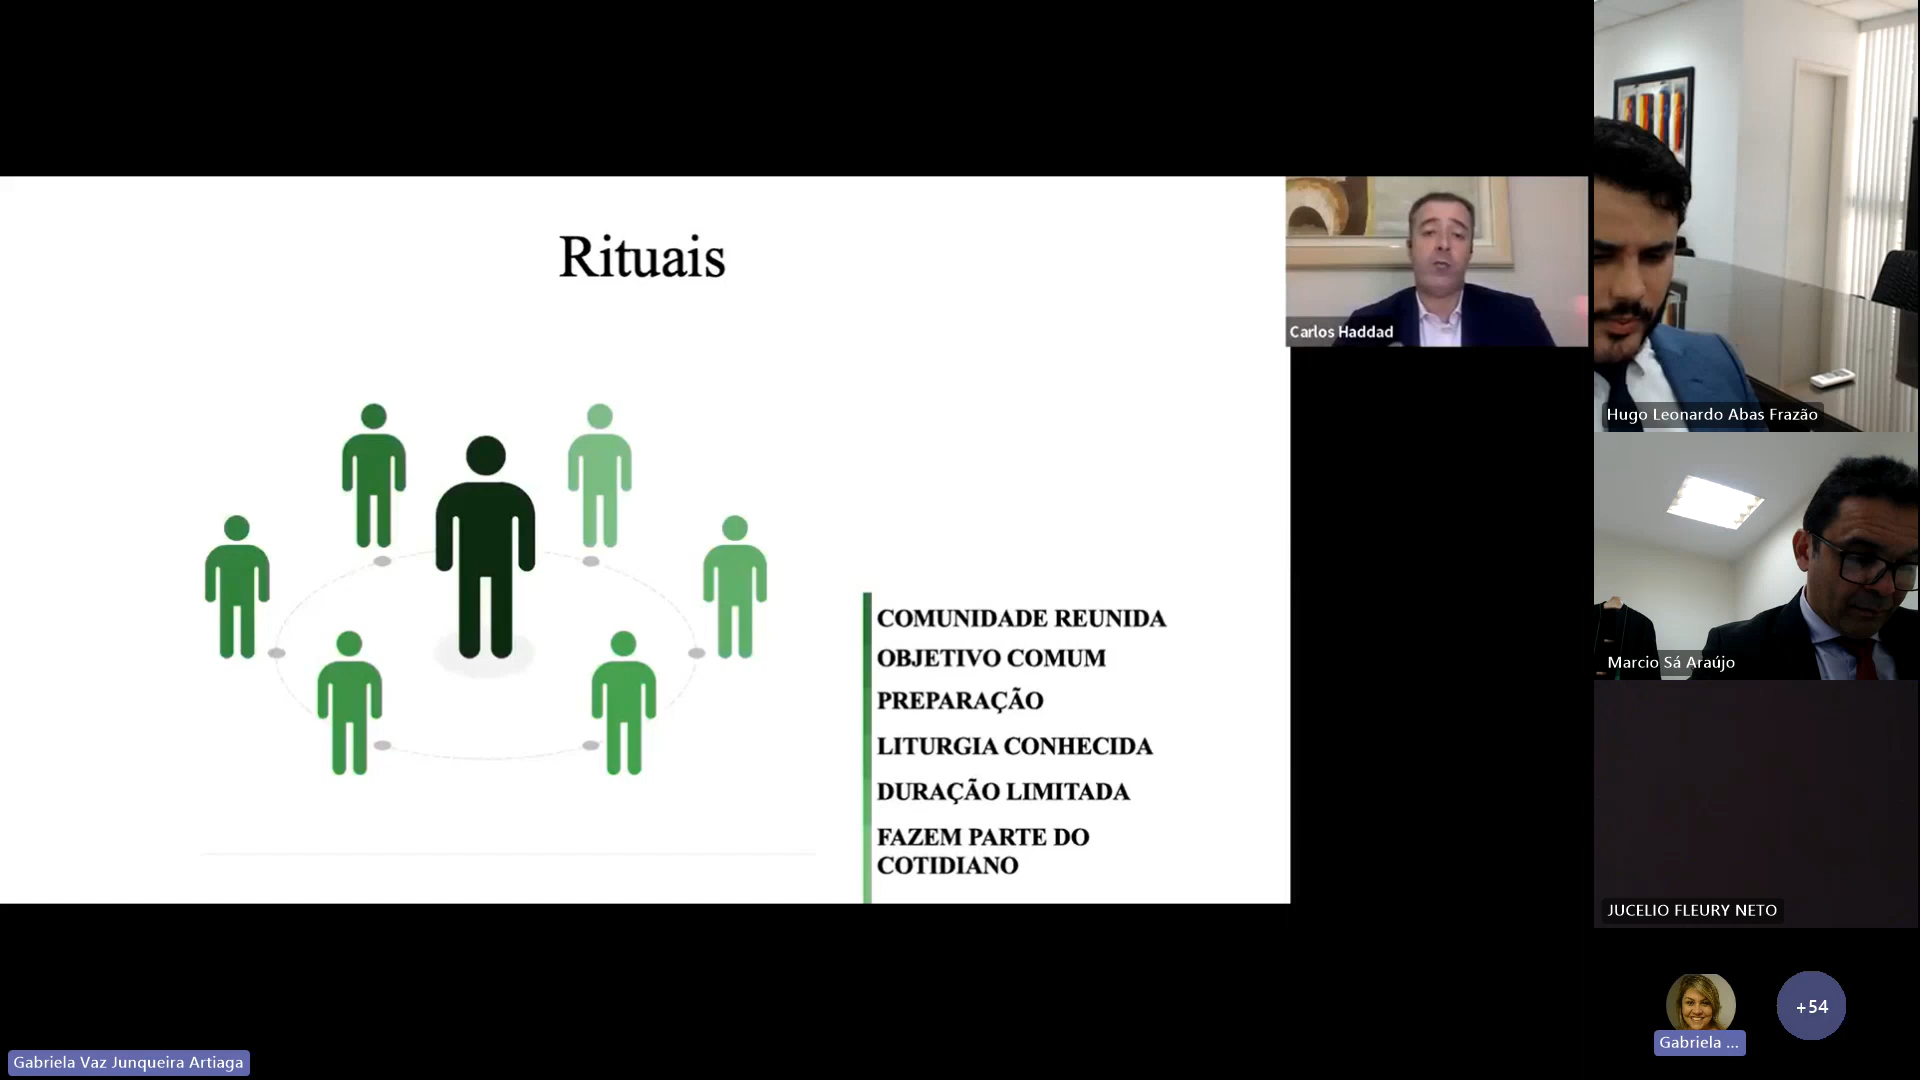 Rituais
COMUNIDADE REUNIDA
OBJETIVO COMUM
PREPARAÇÃO
LITURGIA CONHECIDA
DURAÇÃO LIMITADA
FAZEM PARTE DO
COTIDIANO
Carlos Haddad
Hugo Leonardo Abas Frazão
Marcio Sá Araújo
JUCELIO FLEURY NETO
Gabriela ...
+54
Gabriela Vaz Junqueira Artiaga